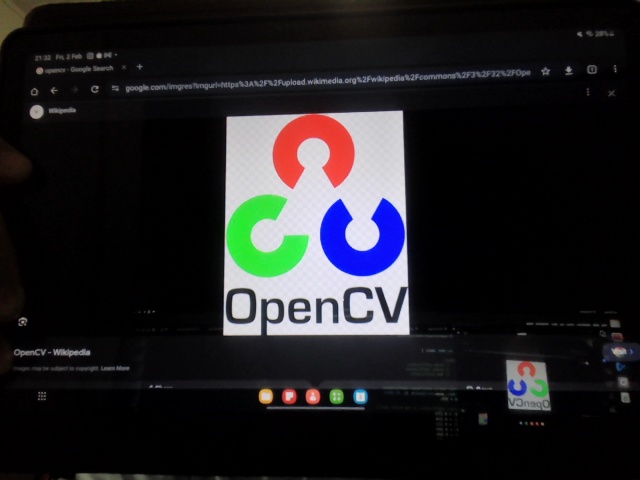 21:32 Fri, 2 Feb
28%
opencv - Google Search
google.com/imgres?imgurl=https%3A%2F%2Fupload.wikimedia.org%2Fwikipedia%2Fcommons%2F3%2F32%2FOpe
Wikipedia
OpenCV
OpenCV - Wikipedia
Images may be subject to copyright. Learn More
OpenCV